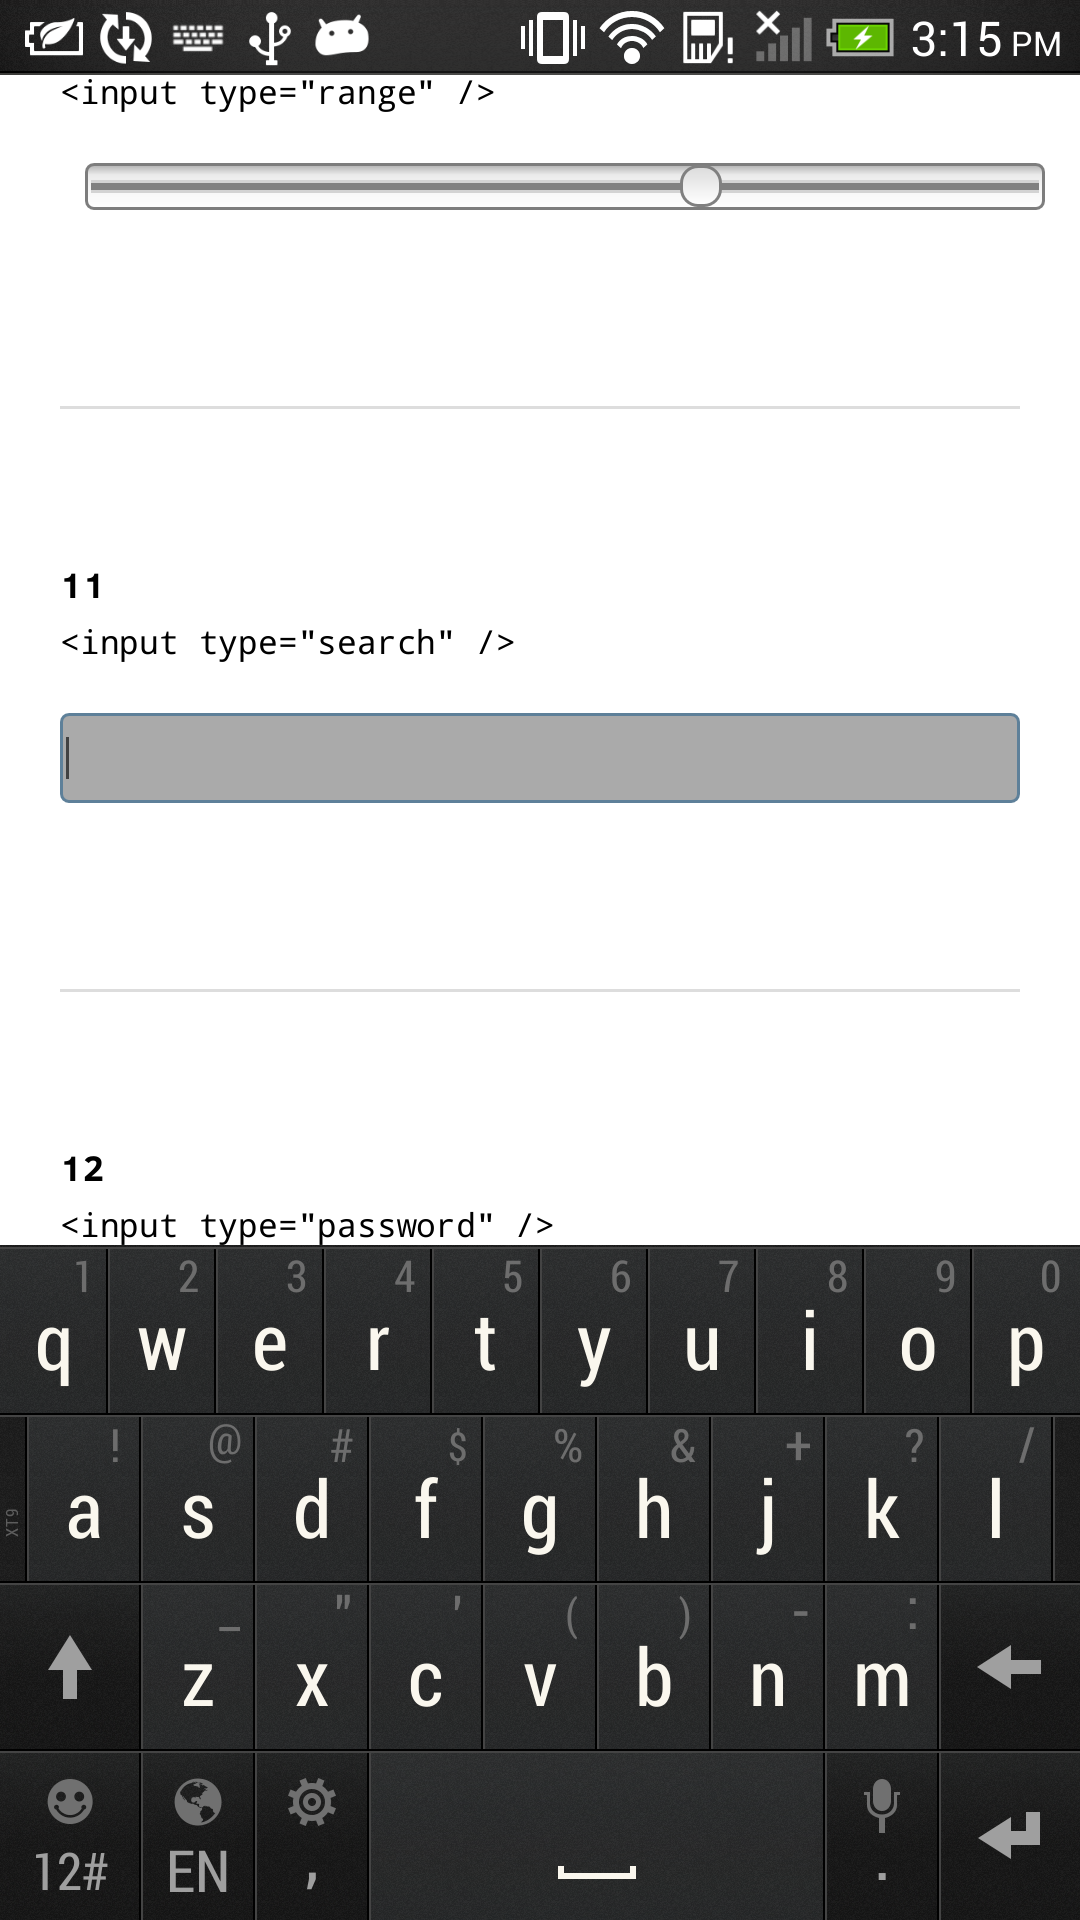 3:15 PM
<input type="range" />
11
<input type="search" />
12
<input type="password" />
1 2 3 4 5 6 7 8 9 0
q w e r t y u i o p
! @ # $ % & + ? /
XT9 a s d f g h j k l
_ " ' ( ) - :
z x c v b n m
12# EN , .